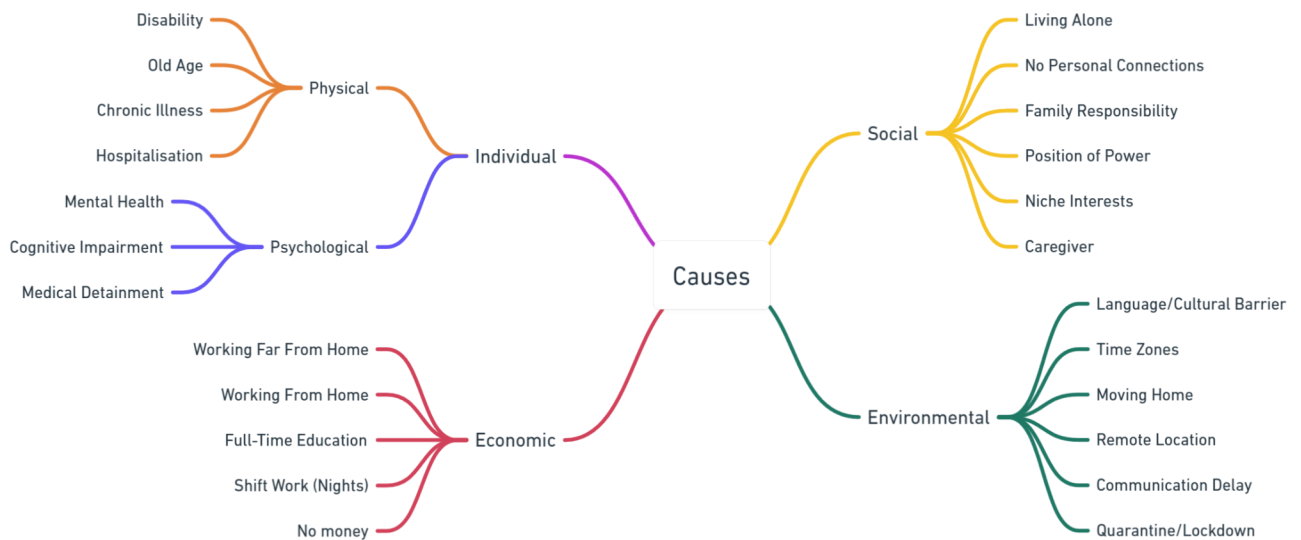 Causes
Individual
Physical
Disability
Old Age
Chronic Illness
Hospitalisation
Psychological
Mental Health
Cognitive Impairment
Medical Detainment
Economic
Working Far From Home
Working From Home
Full-Time Education
Shift Work (Nights)
No money
Social
Living Alone
No Personal Connections
Family Responsibility
Position of Power
Niche Interests
Caregiver
Environmental
Language/Cultural Barrier
Time Zones
Moving Home
Remote Location
Communication Delay
Quarantine/Lockdown